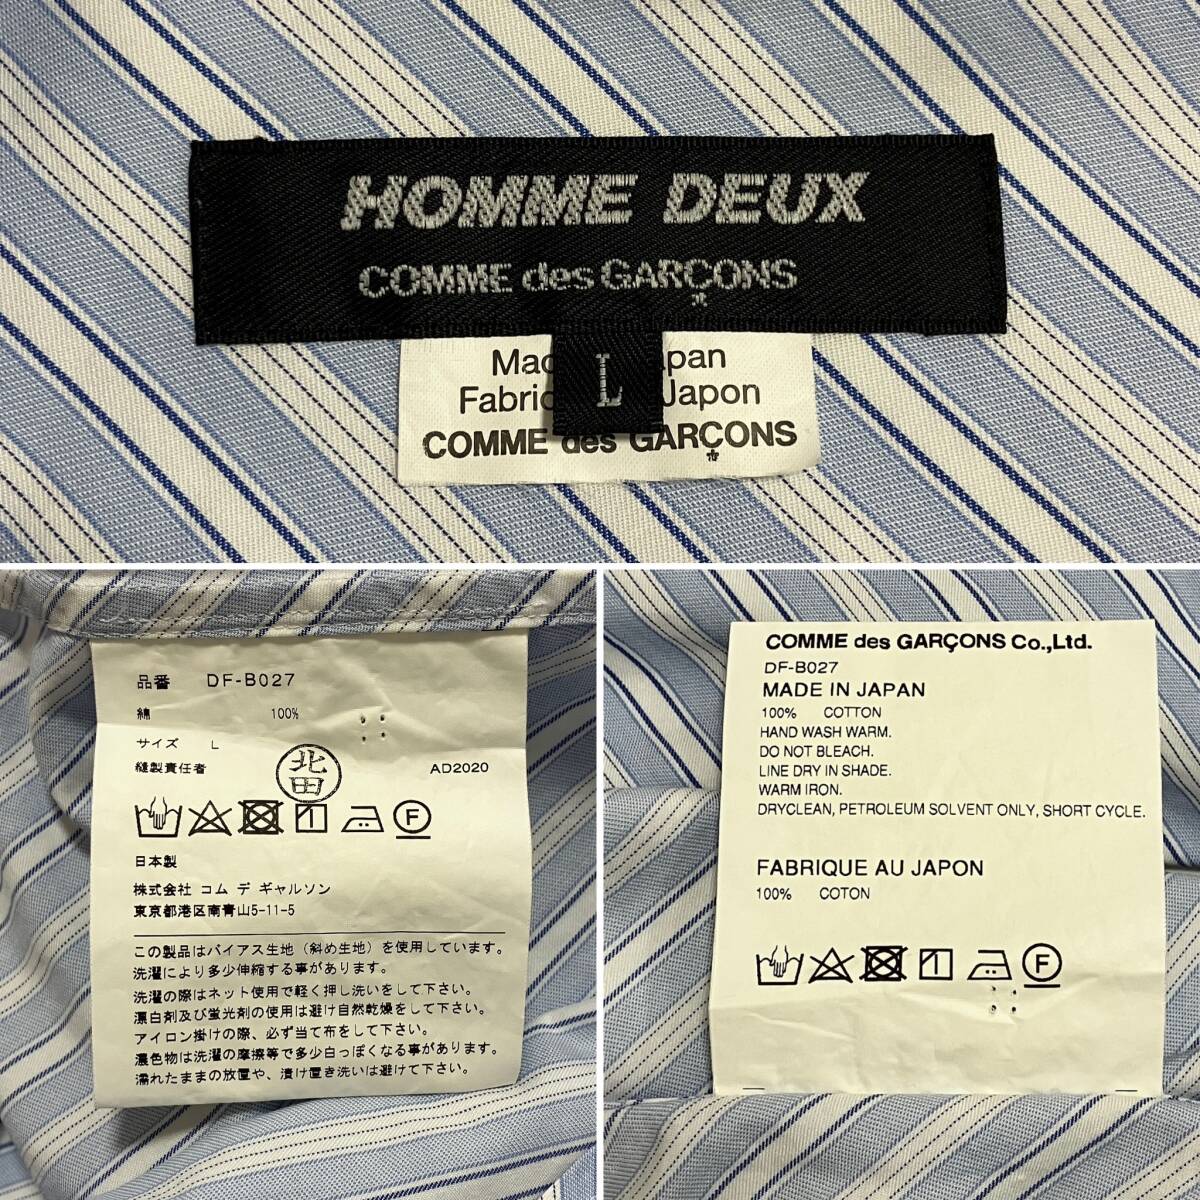 HOMME DEUX
COMME des GARÇONS
L
Japon
COMME des GARÇONS
品番 DF-B027
綿 100%
サイズ L
縫製責任者 北田 AD2020
F
日本製
株式会社 コム デ ギャルソン
東京都港区南青山5-11-5
この製品はバイアス生地（斜め生地）を使用しています。
洗濯により多少伸縮する事があります。
洗濯の際はネット使用で軽く押し洗いをして下さい。
漂白剤及び蛍光剤の使用は避け自然乾燥をして下さい。
アイロン掛けの際、必ず当て布をして下さい。
濃色物は洗濯の摩擦等で多少白っぽくなる事があります。
濡れたままの放置や、漬け置き洗いは避けて下さい。
COMME des GARÇONS Co.,Ltd.
DF-B027
MADE IN JAPAN
100% COTTON
HAND WASH WARM.
DO NOT BLEACH.
LINE DRY IN SHADE.
WARM IRON.
DRYCLEAN, PETROLEUM SOLVENT ONLY, SHORT CYCLE.
FABRIQUE AU JAPON
100% COTON
F